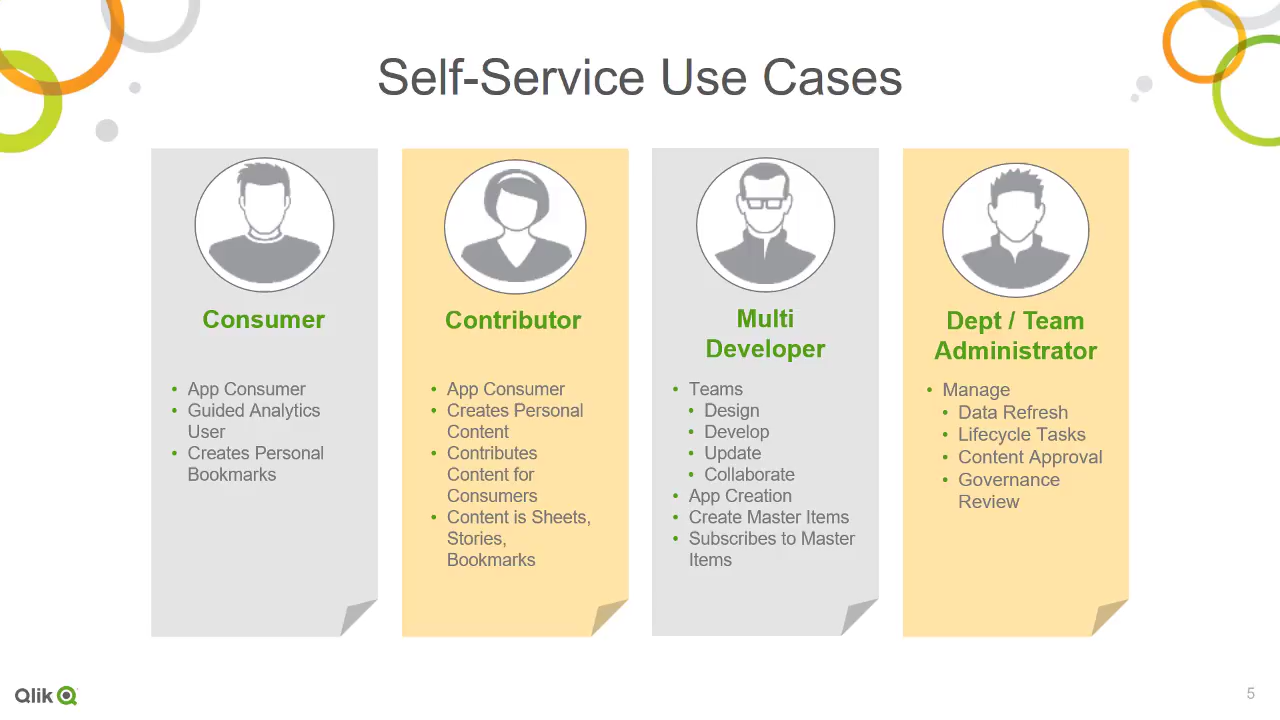 Self-Service Use Cases
Consumer
• App Consumer
• Guided Analytics
User
• Creates Personal
Bookmarks
Contributor
• App Consumer
• Creates Personal
Content
• Contributes
Content for
Consumers
• Content is Sheets,
Stories,
Bookmarks
Multi
Developer
• Teams
• Design
• Develop
• Update
• Collaborate
• App Creation
• Create Master Items
• Subscribes to Master
Items
Dept / Team
Administrator
• Manage
• Data Refresh
• Lifecycle Tasks
• Content Approval
• Governance
Review
Qlik
5